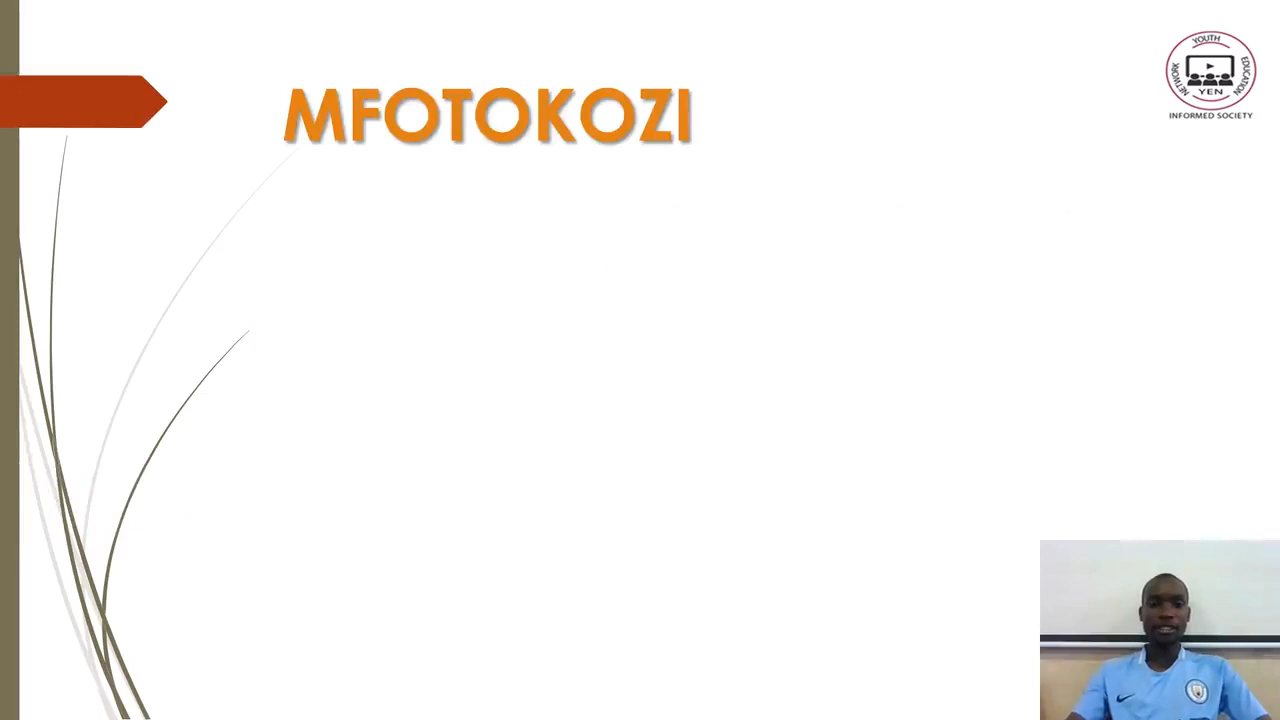 MFOTOKOZI
YOUTH
EDUCATION
NETWORK
YEN
INFORMED SOCIETY